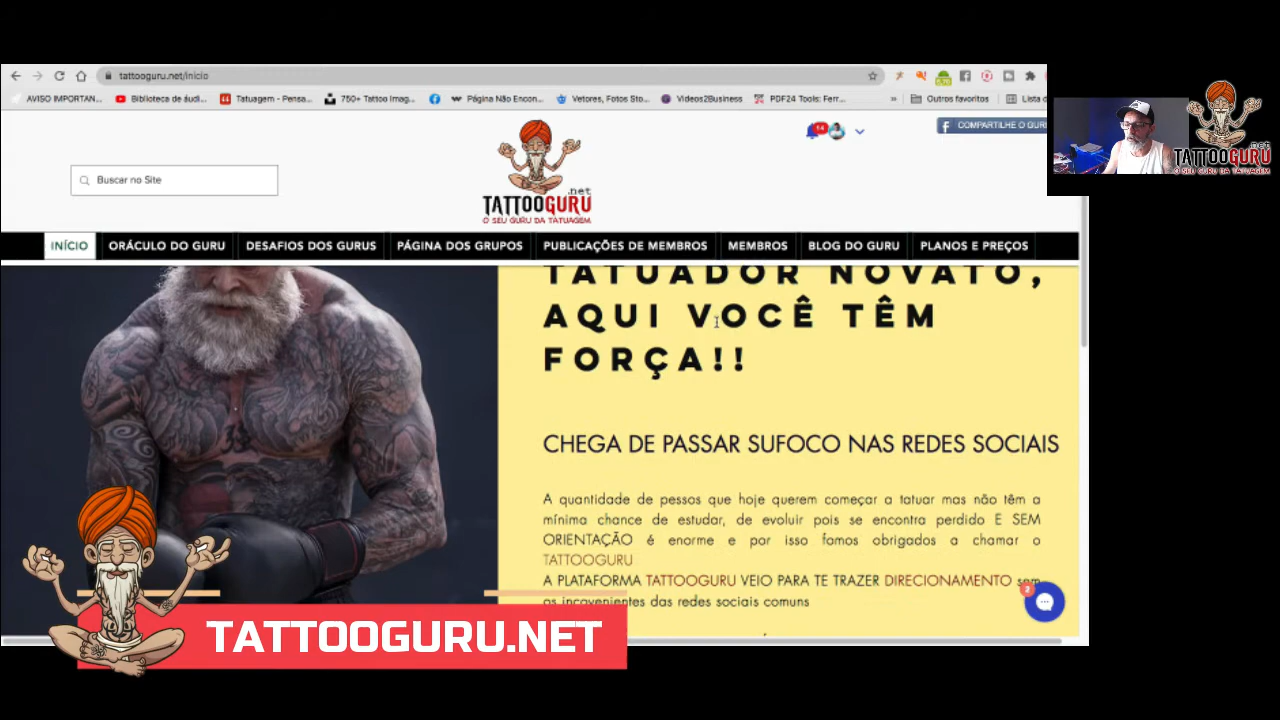 tattooguru.net/inicio
AVISO IMPORTAN...
Biblioteca de áudi...
Tatuagem - Pensa...
750+ Tattoo Imag...
Página Não Encon...
Vetores, Fotos Sto...
Videos2Business
PDF24 Tools: Ferr...
»
Outros favoritos
Lista d
Buscar no Site
.net
TATTOOGURU
O SEU GURU DA TATUAGEM
14
COMPARTILHE O GURU
.net
TATTOOGURU
O SEU GURU DA TATUAGEM
INÍCIO
ORÁCULO DO GURU
DESAFIOS DOS GURUS
PÁGINA DOS GRUPOS
PUBLICAÇÕES DE MEMBROS
MEMBROS
BLOG DO GURU
PLANOS E PREÇOS
TATUADOR NOVATO,
AQUI VOCÊ TÊM
FORÇA!!
CHEGA DE PASSAR SUFOCO NAS REDES SOCIAIS
A quantidade de pessos que hoje querem começar a tatuar mas não têm a
mínima chance de estudar, de evoluir pois se encontra perdido E SEM
ORIENTAÇÃO é enorme e por isso fomos obrigados a chamar o
TATTOOGURU
A PLATAFORMA TATTOOGURU VEIO PARA TE TRAZER DIRECIONAMENTO sem
os incovenientes das redes sociais comuns
2
TATTOOGURU.NET